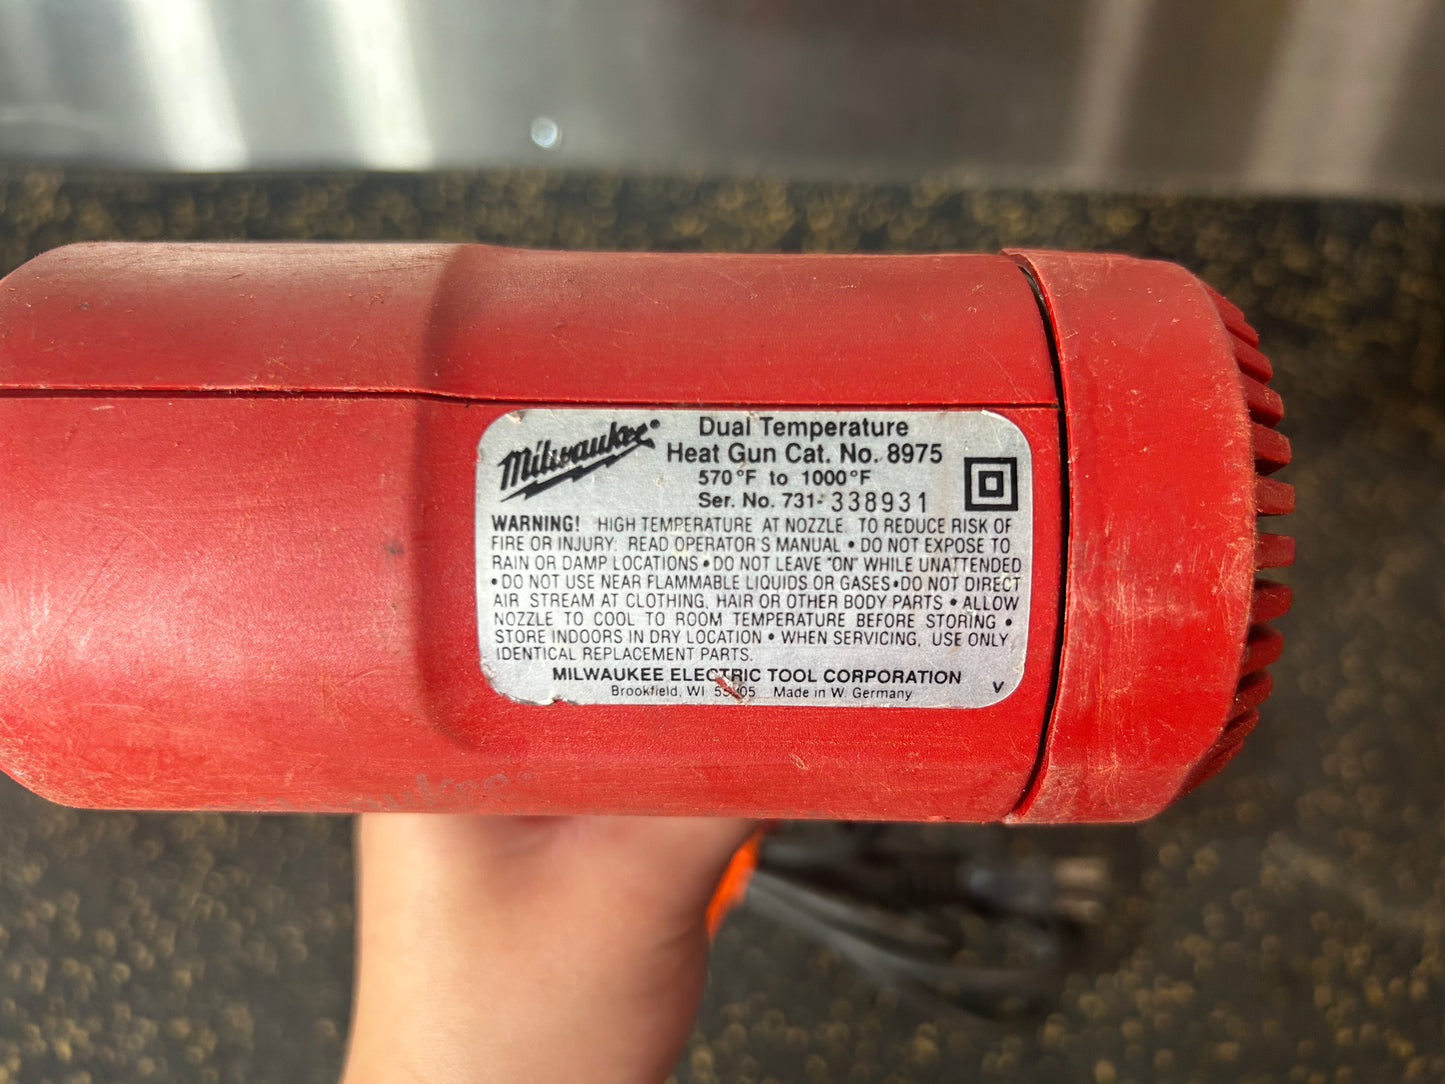 Milwaukee®
Dual Temperature
Heat Gun Cat. No. 8975
570°F to 1000°F
Ser. No. 731-338931
WARNING! HIGH TEMPERATURE AT NOZZLE. TO REDUCE RISK OF
FIRE OR INJURY: READ OPERATOR'S MANUAL • DO NOT EXPOSE TO
RAIN OR DAMP LOCATIONS • DO NOT LEAVE "ON" WHILE UNATTENDED
• DO NOT USE NEAR FLAMMABLE LIQUIDS OR GASES • DO NOT DIRECT
AIR STREAM AT CLOTHING, HAIR OR OTHER BODY PARTS • ALLOW
NOZZLE TO COOL TO ROOM TEMPERATURE BEFORE STORING •
STORE INDOORS IN DRY LOCATION • WHEN SERVICING, USE ONLY
IDENTICAL REPLACEMENT PARTS.
MILWAUKEE ELECTRIC TOOL CORPORATION
Brookfield, WI Made in W Germany V